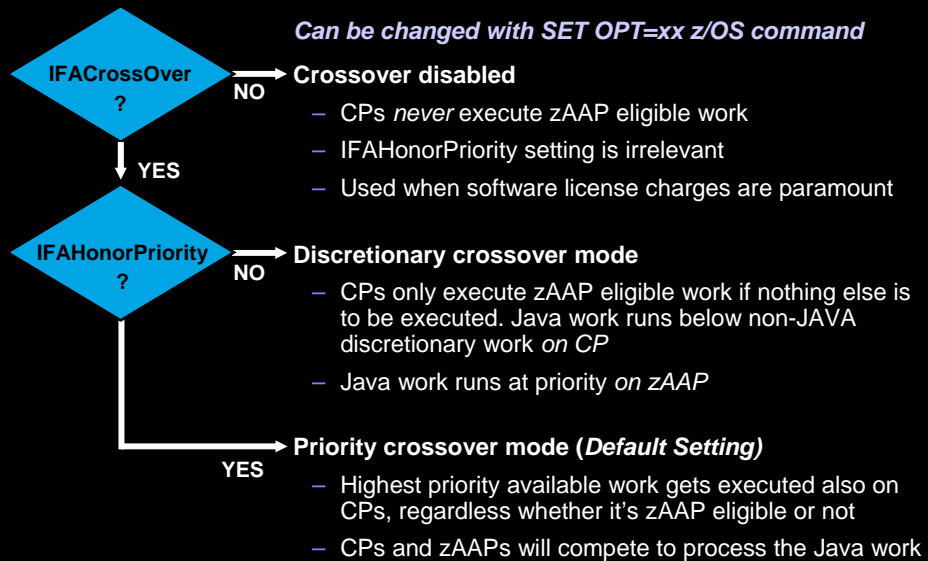 Can be changed with SET OPT=xx z/OS command
IFACrossOver
?
NO
Crossover disabled
– CPs never execute zAAP eligible work
– IFAHonorPriority setting is irrelevant
– Used when software license charges are paramount
YES
IFAHonorPriority
?
NO
Discretionary crossover mode
– CPs only execute zAAP eligible work if nothing else is
to be executed. Java work runs below non-JAVA
discretionary work on CP
– Java work runs at priority on zAAP
YES
Priority crossover mode (Default Setting)
– Highest priority available work gets executed also on
CPs, regardless whether it's zAAP eligible or not
– CPs and zAAPs will compete to process the Java work